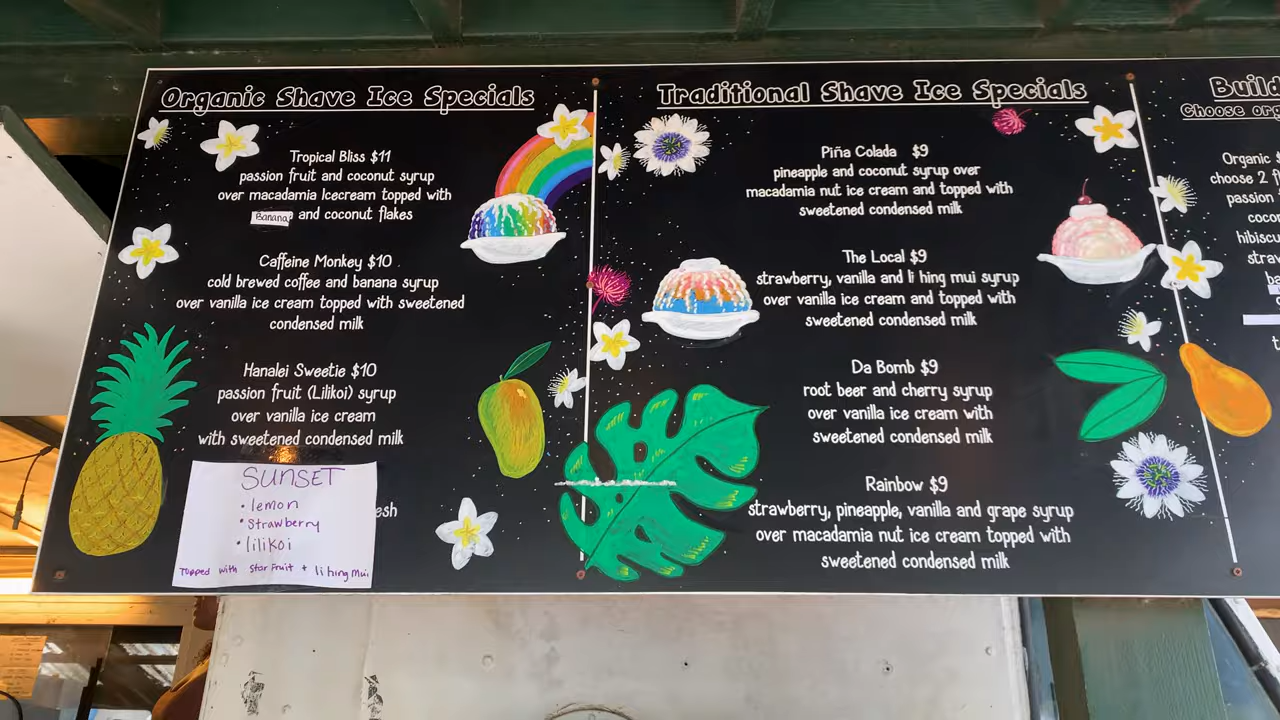 Organic Shave Ice Specials
Tropical Bliss $11
passion fruit and coconut syrup
over macadamia Icecream topped with
Banana and coconut flakes
Caffeine Monkey $10
cold brewed coffee and banana syrup
over vanilla ice cream topped with sweetened
condensed milk
Hanalei Sweetie $10
passion fruit (Lilikoi) syrup
over vanilla ice cream
with sweetened condensed milk
SUNSET
• lemon
• Strawberry
• lilikoi
Topped with Star Fruit + li hing mui
esh
Traditional Shave Ice Specials
Piña Colada $9
pineapple and coconut syrup over
macadamia nut ice cream and topped with
sweetened condensed milk
The Local $9
strawberry, vanilla and li hing mui syrup
over vanilla ice cream and topped with
sweetened condensed milk
Da Bomb $9
root beer and cherry syrup
over vanilla ice cream with
sweetened condensed milk
Rainbow $9
strawberry, pineapple, vanilla and grape syrup
over macadamia nut ice cream topped with
sweetened condensed milk
Build
Choose org
Organic $
choose 2 fl
passion
coco
hibiscu
straw
ba